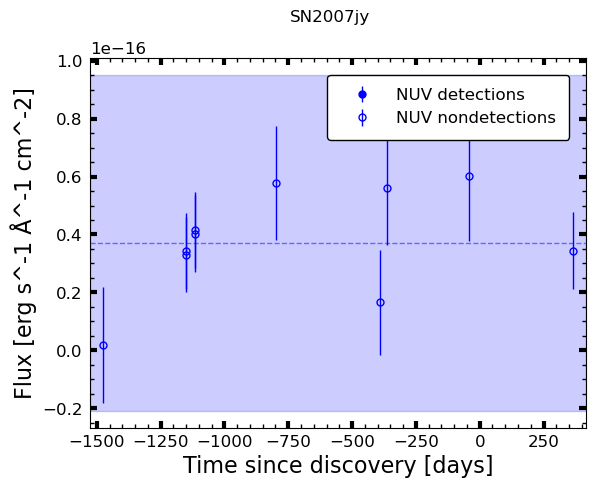 SN2007jy
1e−16
NUV detections
NUV nondetections
1.0
0.8
0.6
0.4
0.2
0.0
−0.2
Flux [erg s^-1 Å^-1 cm^-2]
−1500 −1250 −1000 −750 −500 −250 0 250
Time since discovery [days]